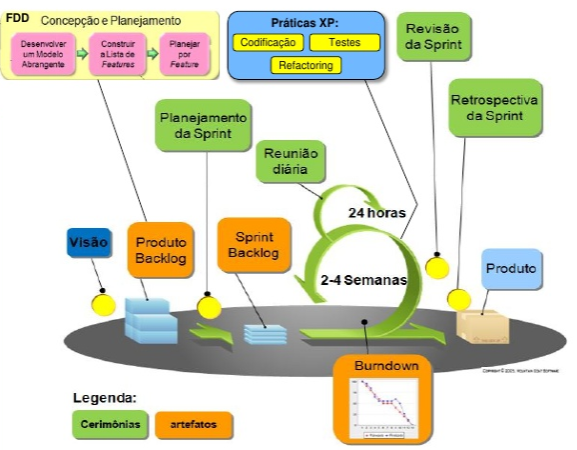 FDD Concepção e Planejamento
Desenvolver
um Modelo
Abrangente
Construir
a Lista de
Features
Planejar
por
Feature
Práticas XP:
Codificação
Testes
Refactoring
Revisão
da Sprint
Retrospectiva
da Sprint
Planejamento
da Sprint
Reunião
diária
24 horas
Visão
Produto
Backlog
Sprint
Backlog
2-4 Semanas
Produto
Burndown
COPYRIGHT © 2005, MOUNTAIN GOAT SOFTWARE
Legenda:
Cerimônias
artefatos